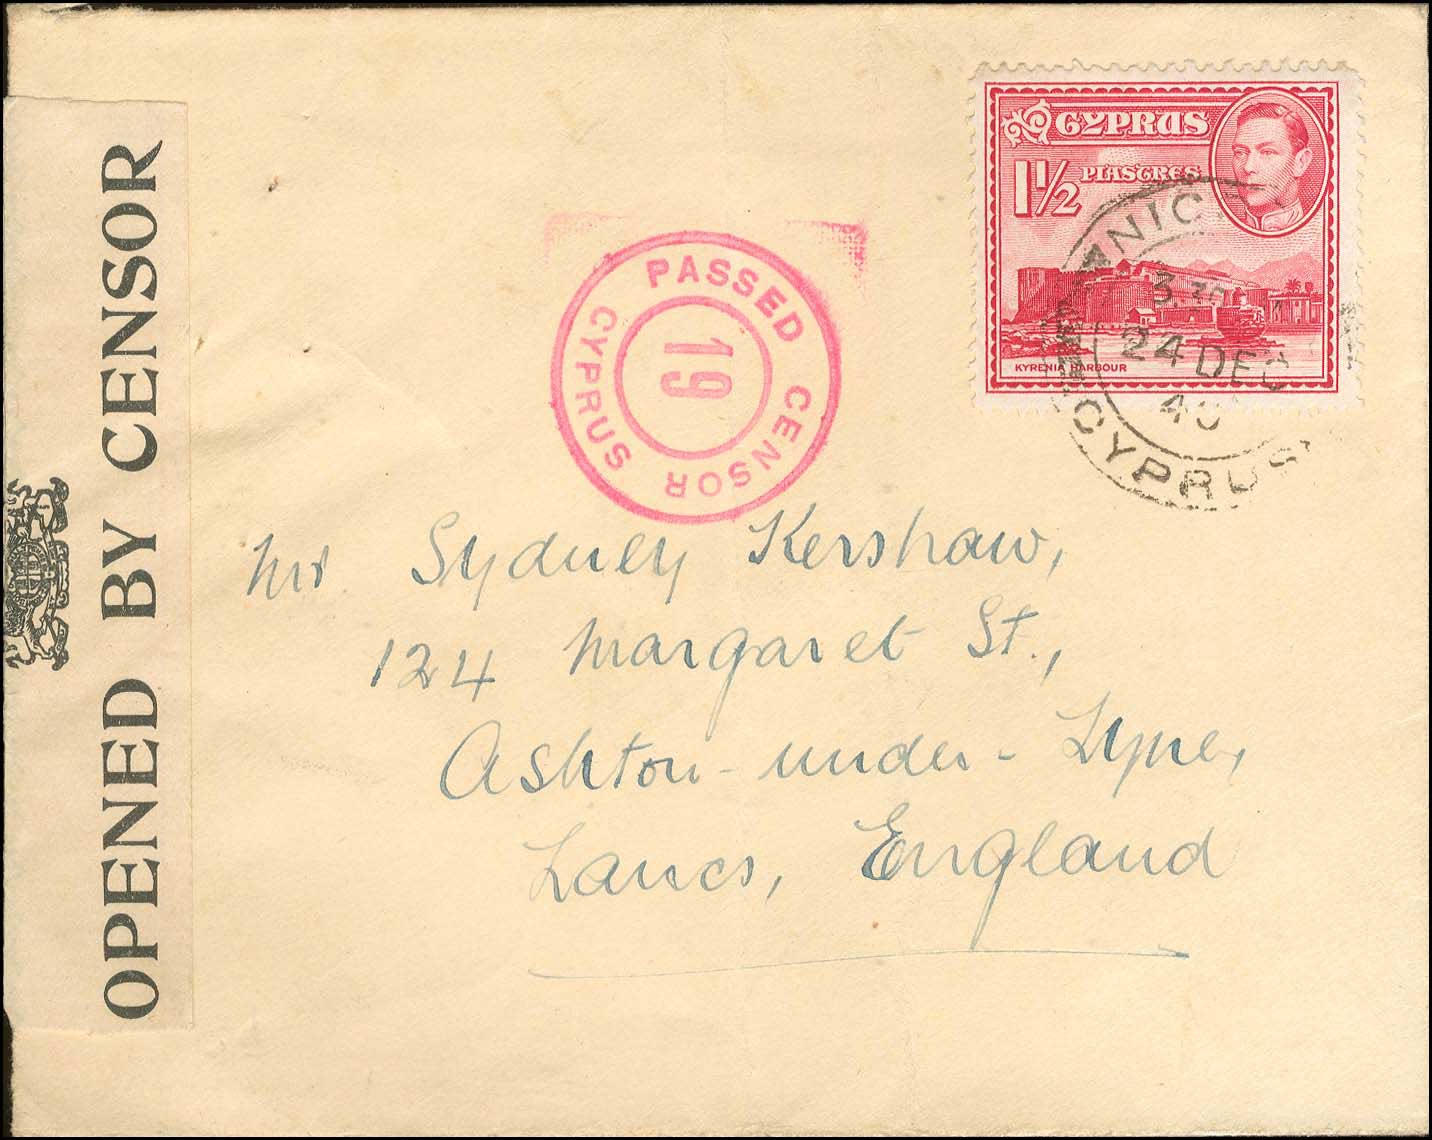 OPENED BY CENSOR
CYPRUS
1½ PIASTRES
KYRENIA HARBOUR
24 DEC
40
CYPRUS
PASSED CENSOR
CYPRUS
19
Mr Sydney Kershaw,
124 Margaret St.,
Ashton-under-Lyne,
Lancs, England